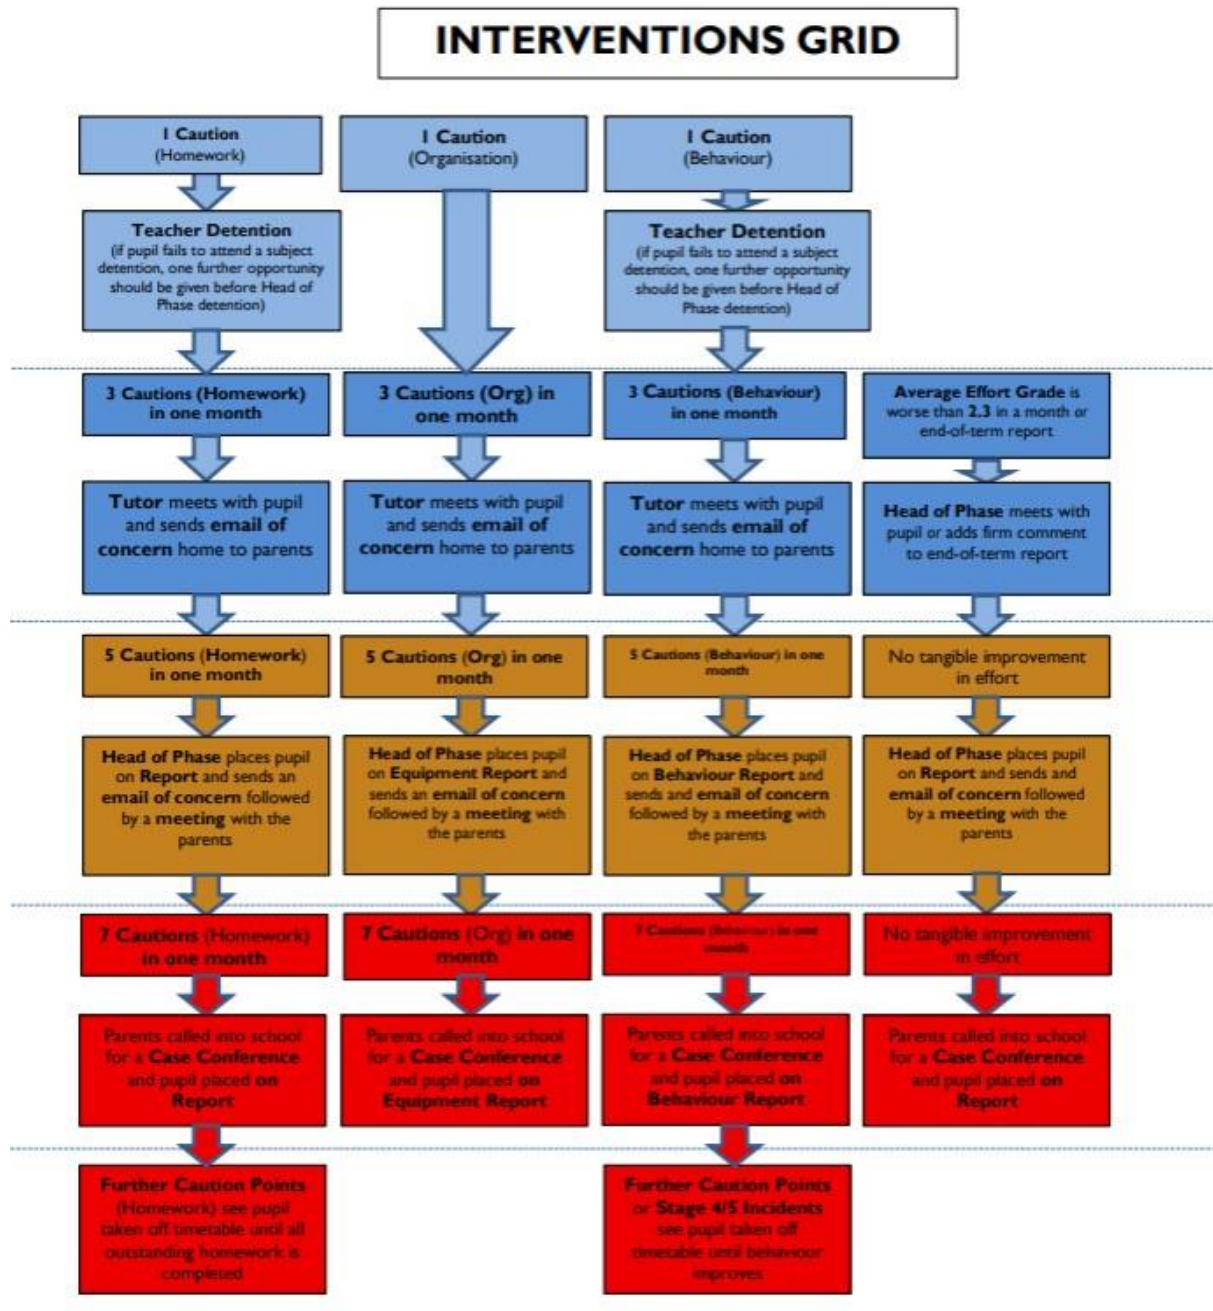 INTERVENTIONS GRID
1 Caution
(Homework)
1 Caution
(Organisation)
1 Caution
(Behaviour)
Teacher Detention
(if pupil fails to attend a subject
detention, one further opportunity
should be given before Head of
Phase detention)
Teacher Detention
(if pupil fails to attend a subject
detention, one further opportunity
should be given before Head of
Phase detention)
3 Cautions (Homework)
in one month
3 Cautions (Org) in
one month
3 Cautions (Behaviour)
in one month
Average Effort Grade is
worse than 2.3 in a month or
end-of-term report
Tutor meets with pupil
and sends email of
concern home to parents
Tutor meets with pupil
and sends email of
concern home to parents
Tutor meets with pupil
and sends email of
concern home to parents
Head of Phase meets with
pupil or adds firm comment
to end-of-term report
5 Cautions (Homework)
in one month
5 Cautions (Org) in one
month
5 Cautions (Behaviour) in one
month
No tangible improvement
in effort
Head of Phase places pupil
on Report and sends an
email of concern followed
by a meeting with the
parents
Head of Phase places pupil
on Equipment Report and
sends an email of concern
followed by a meeting with
the parents
Head of Phase places pupil
on Behaviour Report and
sends and email of concern
followed by a meeting with
the parents
Head of Phase places pupil
on Report and sends and
email of concern followed
by a meeting with the
parents
7 Cautions (Homework)
in one month
7 Cautions (Org) in one
month
7 Cautions (Behaviour) in one
month
No tangible improvement
in effort
Parents called into school
for a Case Conference
and pupil placed on
Report
Parents called into school
for a Case Conference
and pupil placed on
Equipment Report
Parents called into school
for a Case Conference
and pupil placed on
Behaviour Report
Parents called into school
for a Case Conference
and pupil placed on
Report
Further Caution Points
(Homework) see pupil
taken off timetable until all
outstanding homework is
completed
Further Caution Points
or Stage 4/5 Incidents
see pupil taken off
timetable until behaviour
improves